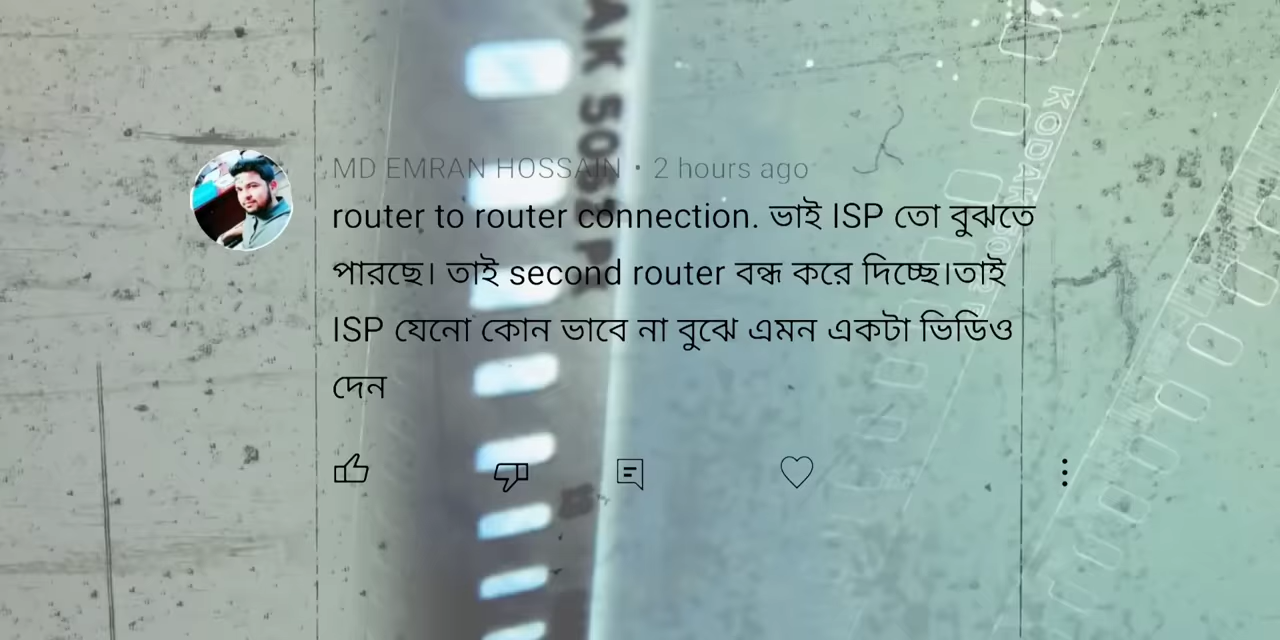 MD EMRAN HOSSAIN • 2 hours ago
router to router connection. ভাই ISP তো বুঝতে
পারছে। তাই second router বন্ধ করে দিচ্ছে।তাই
ISP যেনো কোন ভাবে না বুঝে এমন একটা ভিডিও
দেন